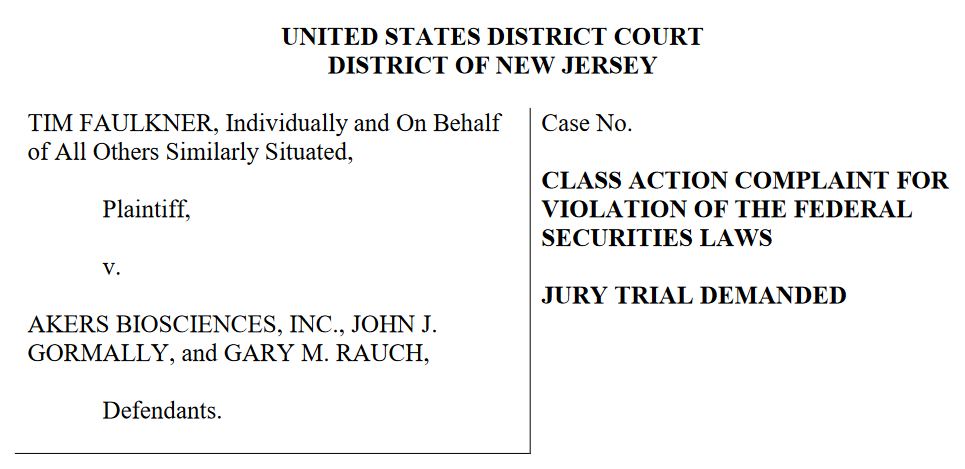 UNITED STATES DISTRICT COURT
DISTRICT OF NEW JERSEY
TIM FAULKNER, Individually and On Behalf
of All Others Similarly Situated,
Plaintiff,
v.
AKERS BIOSCIENCES, INC., JOHN J.
GORMALLY, and GARY M. RAUCH,
Defendants.
Case No.
CLASS ACTION COMPLAINT FOR
VIOLATION OF THE FEDERAL
SECURITIES LAWS
JURY TRIAL DEMANDED